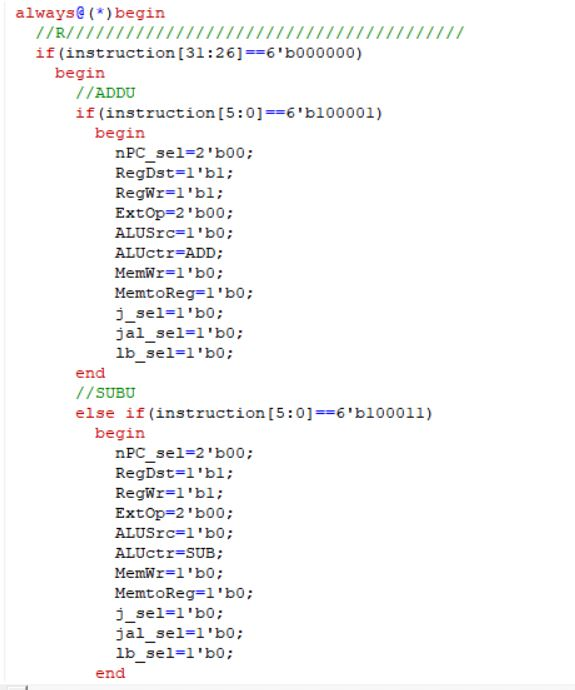 always@(*)begin
//R////////////////////////////////////////
if(instruction[31:26]==6'b000000)
begin
//ADDU
if(instruction[5:0]==6'b100001)
begin
nPC_sel=2'b00;
RegDst=1'b1;
RegWr=1'b1;
ExtOp=2'b00;
ALUSrc=1'b0;
ALUctr=ADD;
MemWr=1'b0;
MemtoReg=1'b0;
j_sel=1'b0;
jal_sel=1'b0;
lb_sel=1'b0;
end
//SUBU
else if(instruction[5:0]==6'b100011)
begin
nPC_sel=2'b00;
RegDst=1'b1;
RegWr=1'b1;
ExtOp=2'b00;
ALUSrc=1'b0;
ALUctr=SUB;
MemWr=1'b0;
MemtoReg=1'b0;
j_sel=1'b0;
jal_sel=1'b0;
lb_sel=1'b0;
end